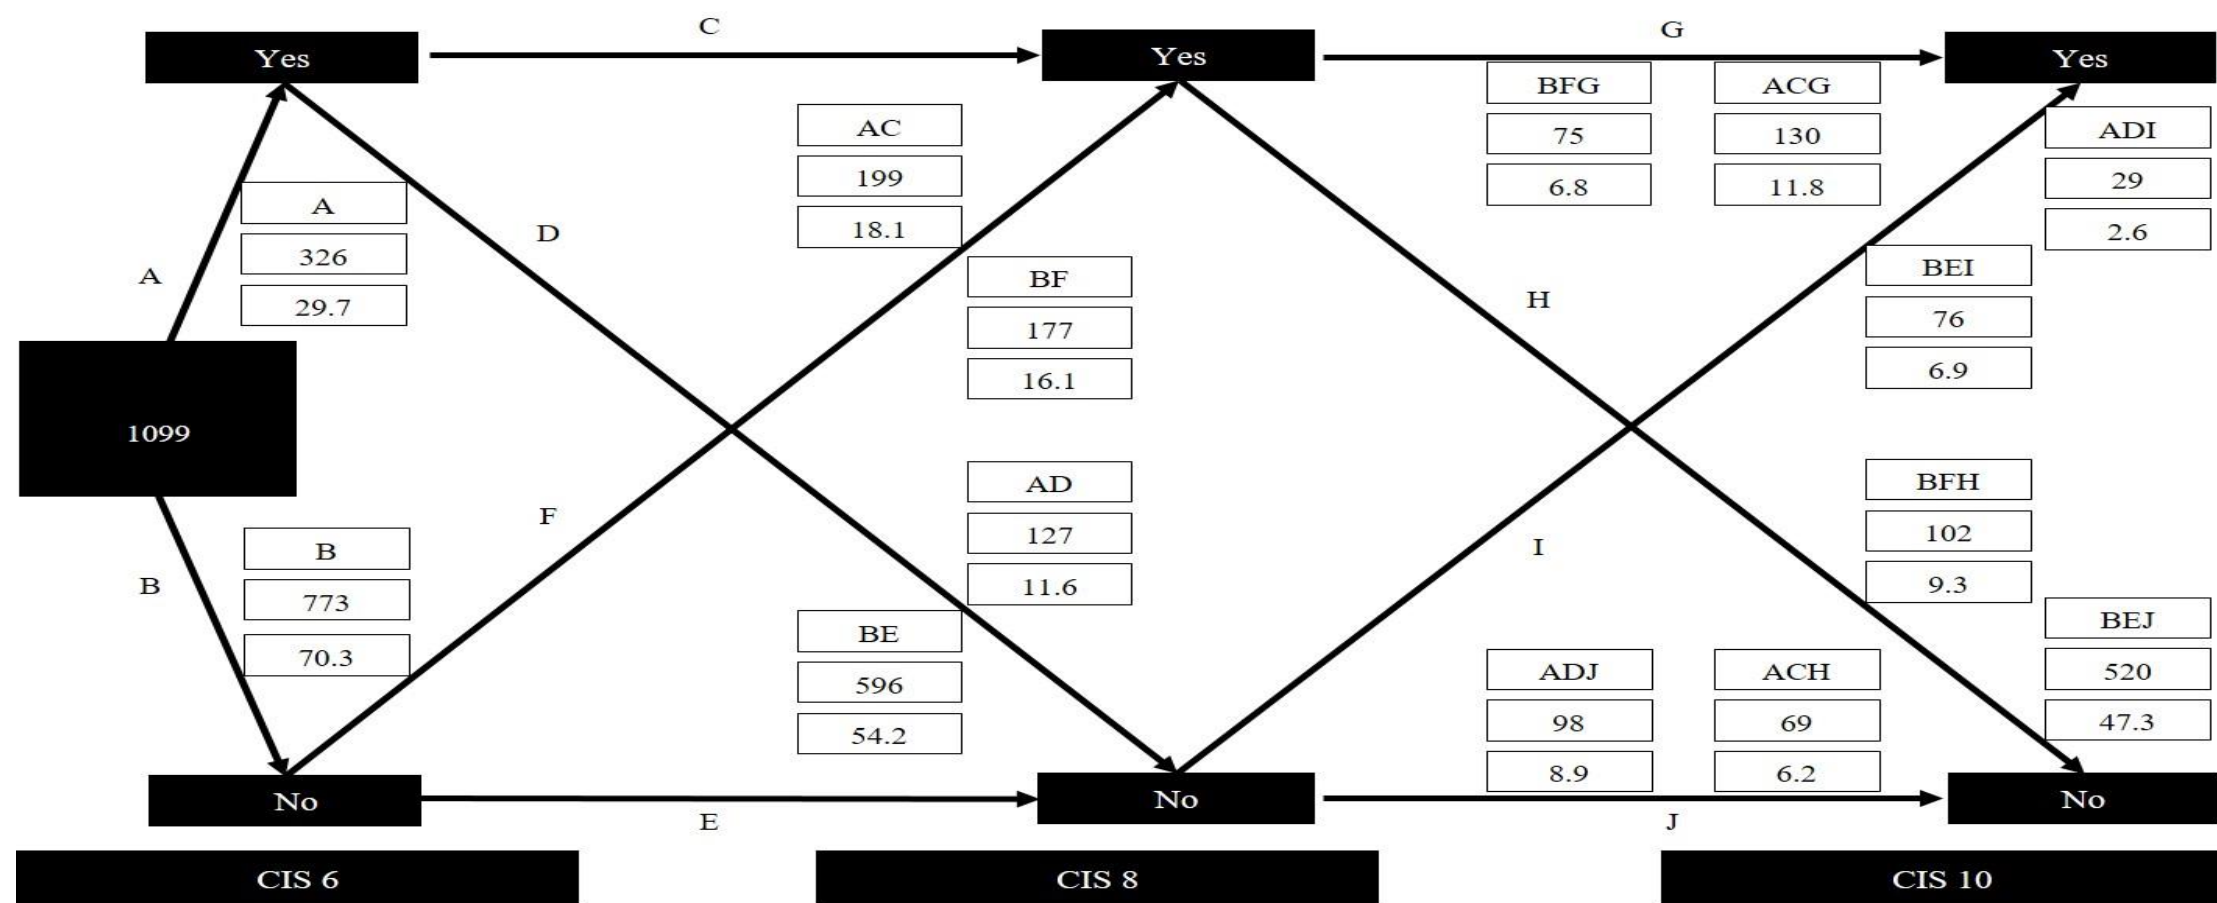 C
G
Yes
Yes
Yes
BFG
ACG
75
130
6.8
11.8
ADI
29
2.6
AC
199
18.1
A
326
29.7
A
D
BF
177
16.1
H
BEI
76
6.9
1099
AD
127
11.6
BFH
102
9.3
F
I
B
B
773
70.3
BE
596
54.2
ADJ
98
8.9
ACH
69
6.2
BEJ
520
47.3
No
No
No
E
J
CIS 6
CIS 8
CIS 10